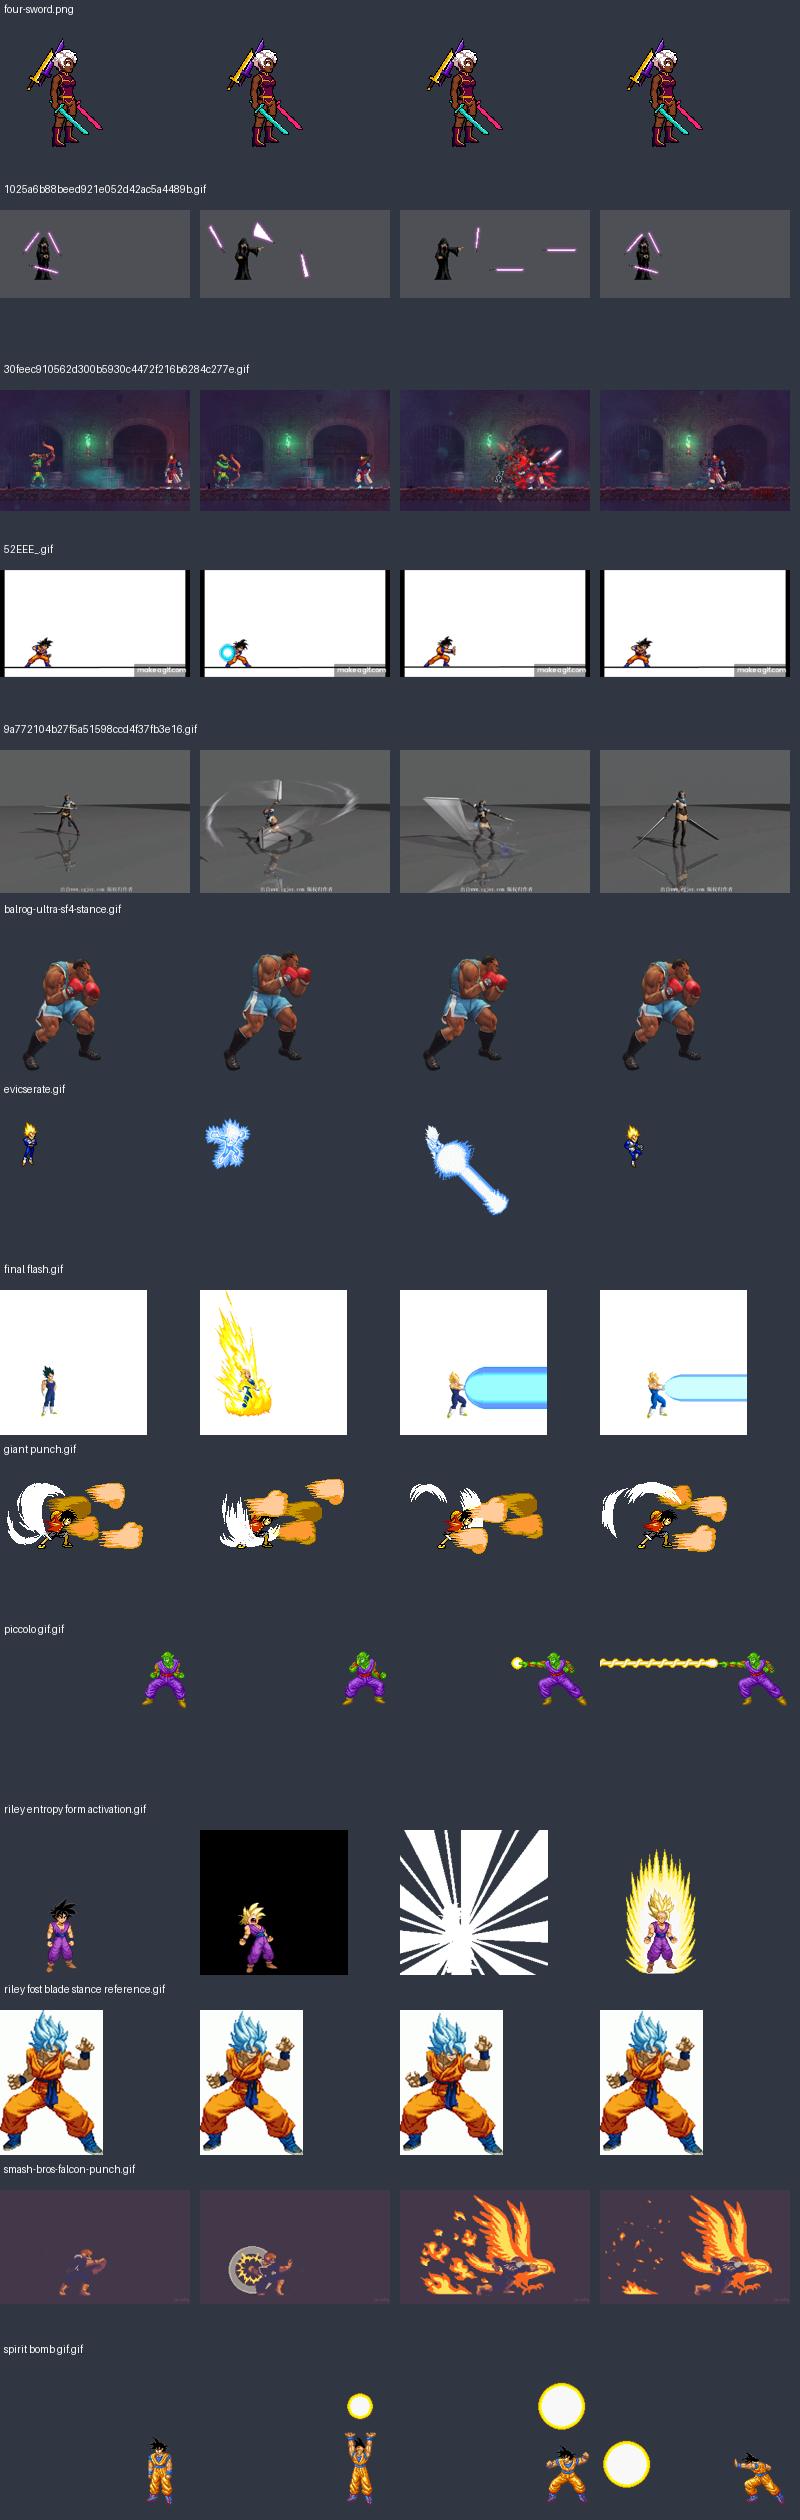 four-sword.png
1025a6b88beed921e052d42ac5a4489b.gif
30feec910562d300b5930c4472f216b6284c277e.gif
52EEE_.gif
makeagif.com
makeagif.com
makeagif.com
makeagif.com
9a772104b27f5a51598ccd4f37fb3e16.gif
balrog-ultra-sf4-stance.gif
evicserate.gif
final flash.gif
giant punch.gif
piccolo gif.gif
riley entropy form activation.gif
riley fost blade stance reference.gif
smash-bros-falcon-punch.gif
spirit bomb gif.gif